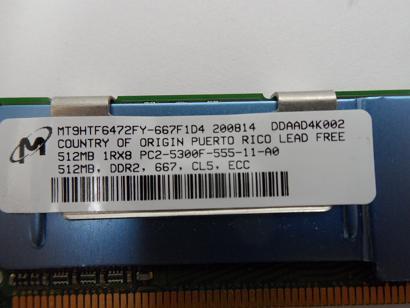 MT9HTF6472FY-667F1D4 200814 DDAAD4K002
COUNTRY OF ORIGIN PUERTO RICO LEAD FREE
512MB 1RX8 PC2-5300F-555-11-A0
512MB, DDR2, 667, CL5, ECC